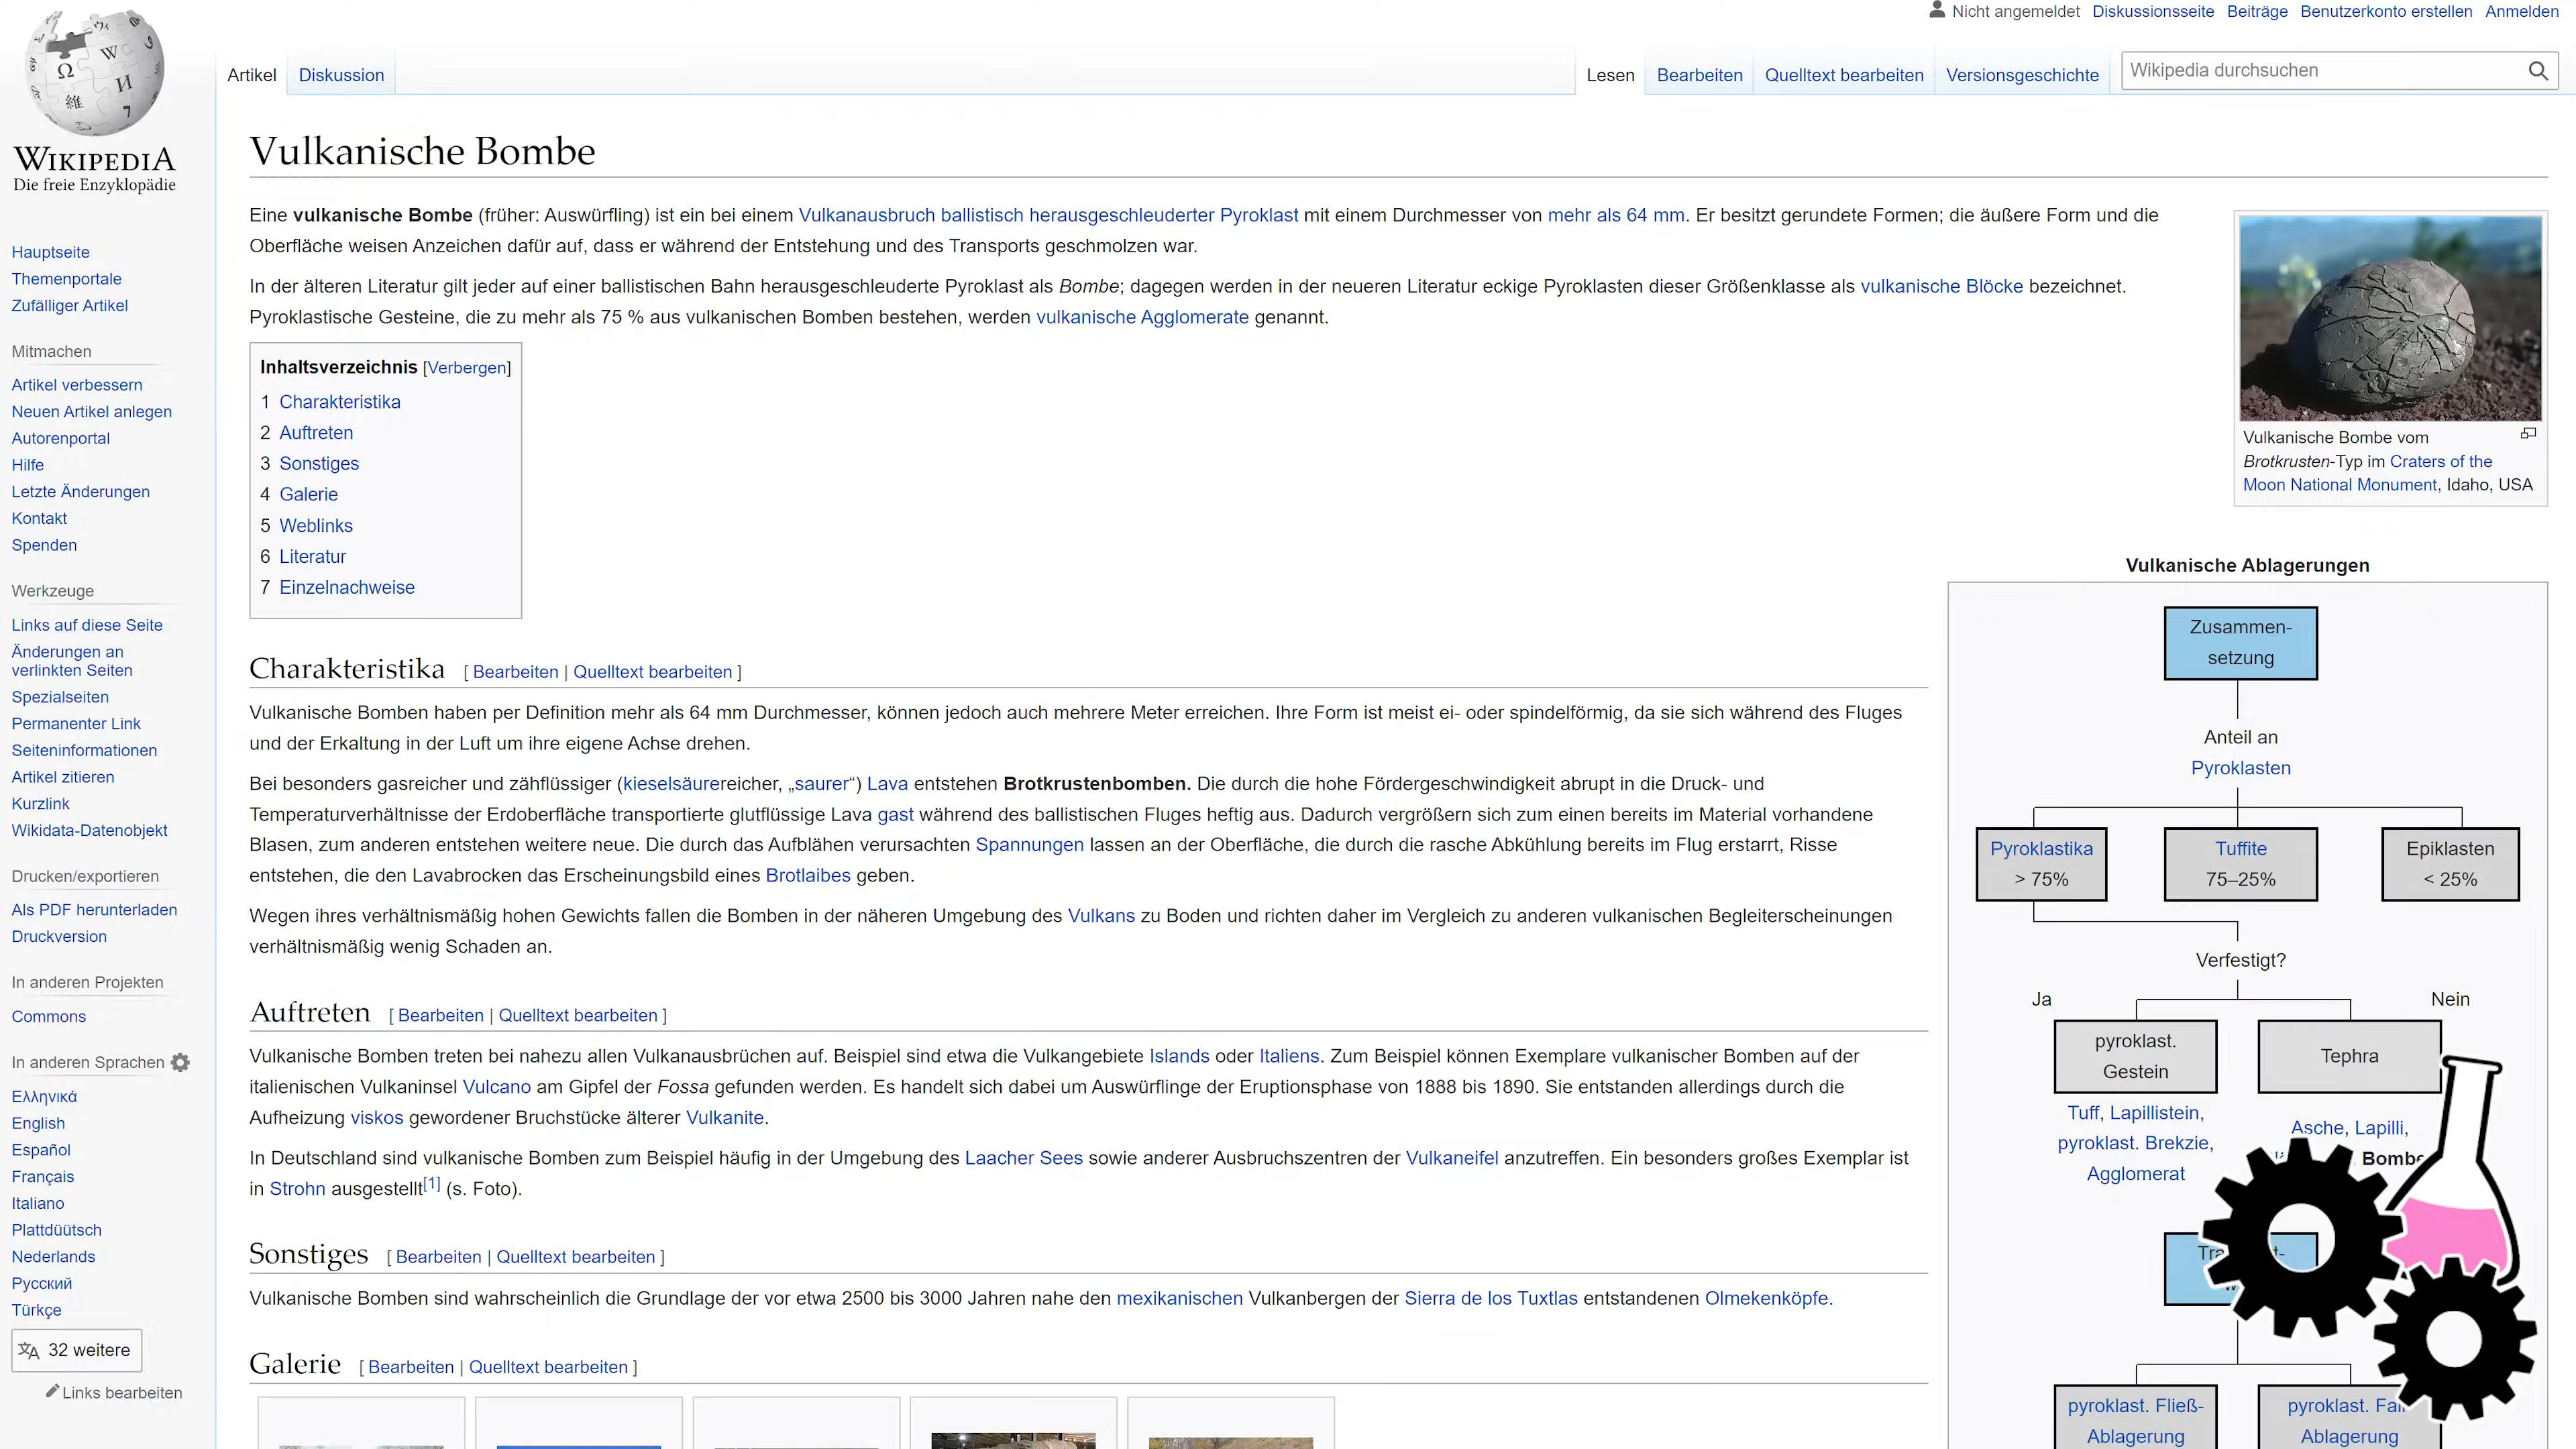 Nicht angemeldet Diskussionsseite Beiträge Benutzerkonto erstellen Anmelden
Artikel Diskussion Lesen Bearbeiten Quelltext bearbeiten Versionsgeschichte Wikipedia durchsuchen
WIKIPEDIA
Die freie Enzyklopädie
Hauptseite
Themenportale
Zufälliger Artikel
Mitmachen
Artikel verbessern
Neuen Artikel anlegen
Autorenportal
Hilfe
Letzte Änderungen
Kontakt
Spenden
Werkzeuge
Links auf diese Seite
Änderungen an
verlinkten Seiten
Spezialseiten
Permanenter Link
Seiteninformationen
Artikel zitieren
Kurzlink
Wikidata-Datenobjekt
Drucken/exportieren
Als PDF herunterladen
Druckversion
In anderen Projekten
Commons
In anderen Sprachen
Ελληνικά
English
Español
Français
Italiano
Plattdüütsch
Nederlands
Русский
Türkçe
32 weitere
Links bearbeiten
Vulkanische Bombe
Eine vulkanische Bombe (früher: Auswürfling) ist ein bei einem Vulkanausbruch ballistisch herausgeschleuderter Pyroklast mit einem Durchmesser von mehr als 64 mm. Er besitzt gerundete Formen; die äußere Form und die
Oberfläche weisen Anzeichen dafür auf, dass er während der Entstehung und des Transports geschmolzen war.
In der älteren Literatur gilt jeder auf einer ballistischen Bahn herausgeschleuderte Pyroklast als Bombe; dagegen werden in der neueren Literatur eckige Pyroklasten dieser Größenklasse als vulkanische Blöcke bezeichnet.
Pyroklastische Gesteine, die zu mehr als 75 % aus vulkanischen Bomben bestehen, werden vulkanische Agglomerate genannt.
Inhaltsverzeichnis [Verbergen]
1 Charakteristika
2 Auftreten
3 Sonstiges
4 Galerie
5 Weblinks
6 Literatur
7 Einzelnachweise
Charakteristika [ Bearbeiten | Quelltext bearbeiten ]
Vulkanische Bomben haben per Definition mehr als 64 mm Durchmesser, können jedoch auch mehrere Meter erreichen. Ihre Form ist meist ei- oder spindelförmig, da sie sich während des Fluges
und der Erkaltung in der Luft um ihre eigene Achse drehen.
Bei besonders gasreicher und zähflüssiger (kieselsäurereicher, „saurer“) Lava entstehen Brotkrustenbomben. Die durch die hohe Fördergeschwindigkeit abrupt in die Druck- und
Temperaturverhältnisse der Erdoberfläche transportierte glutflüssige Lava gast während des ballistischen Fluges heftig aus. Dadurch vergrößern sich zum einen bereits im Material vorhandene
Blasen, zum anderen entstehen weitere neue. Die durch das Aufblähen verursachten Spannungen lassen an der Oberfläche, die durch die rasche Abkühlung bereits im Flug erstarrt, Risse
entstehen, die den Lavabrocken das Erscheinungsbild eines Brotlaibes geben.
Wegen ihres verhältnismäßig hohen Gewichts fallen die Bomben in der näheren Umgebung des Vulkans zu Boden und richten daher im Vergleich zu anderen vulkanischen Begleiterscheinungen
verhältnismäßig wenig Schaden an.
Auftreten [ Bearbeiten | Quelltext bearbeiten ]
Vulkanische Bomben treten bei nahezu allen Vulkanausbrüchen auf. Beispiel sind etwa die Vulkangebiete Islands oder Italiens. Zum Beispiel können Exemplare vulkanischer Bomben auf der
italienischen Vulkaninsel Vulcano am Gipfel der Fossa gefunden werden. Es handelt sich dabei um Auswürflinge der Eruptionsphase von 1888 bis 1890. Sie entstanden allerdings durch die
Aufheizung viskos gewordener Bruchstücke älterer Vulkanite.
In Deutschland sind vulkanische Bomben zum Beispiel häufig in der Umgebung des Laacher Sees sowie anderer Ausbruchszentren der Vulkaneifel anzutreffen. Ein besonders großes Exemplar ist
in Strohn ausgestellt[1] (s. Foto).
Sonstiges [ Bearbeiten | Quelltext bearbeiten ]
Vulkanische Bomben sind wahrscheinlich die Grundlage der vor etwa 2500 bis 3000 Jahren nahe den mexikanischen Vulkanbergen der Sierra de los Tuxtlas entstandenen Olmekenköpfe.
Galerie [ Bearbeiten | Quelltext bearbeiten ]
Vulkanische Bombe vom
Brotkrusten-Typ im Craters of the
Moon National Monument, Idaho, USA
Vulkanische Ablagerungen
Zusammen-
setzung
Anteil an
Pyroklasten
Pyroklastika
> 75%
Tuffite
75–25%
Epiklasten
< 25%
Verfestigt?
Ja Nein
pyroklast.
Gestein
Tephra
Tuff, Lapillistein,
pyroklast. Brekzie,
Agglomerat
Asche, Lapilli,
pyroklast. Fließ-
Ablagerung
pyroklast.
Ablagerung